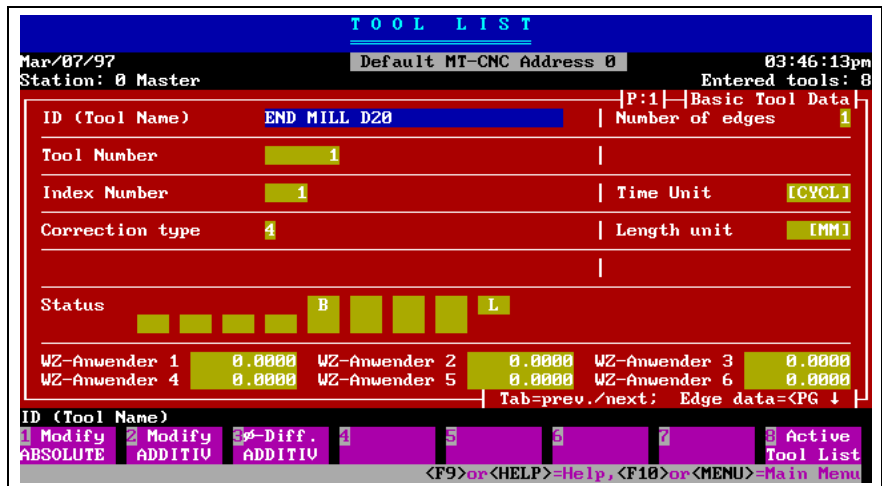 TOOL LIST
Mar/07/97 Default MT-CNC Address 0 03:46:13pm
Station: 0 Master Entered tools: 8
P:1 Basic Tool Data
ID (Tool Name) END MILL D20 Number of edges 1
Tool Number 1
Index Number 1 Time Unit [CYCL]
Correction type 4 Length unit [MM]
Status B L
WZ-Anwender 1 0.0000 WZ-Anwender 2 0.0000 WZ-Anwender 3 0.0000
WZ-Anwender 4 0.0000 WZ-Anwender 5 0.0000 WZ-Anwender 6 0.0000
Tab=prev./next; Edge data=<PG ↓
ID (Tool Name)
1 Modify 2 Modify 3 ø-Diff. 4 5 6 7 8 Active
ABSOLUTE ADDITIV ADDITIV Tool List
<F9>or<HELP>=Help,<F10>or<MENU>=Main Menu